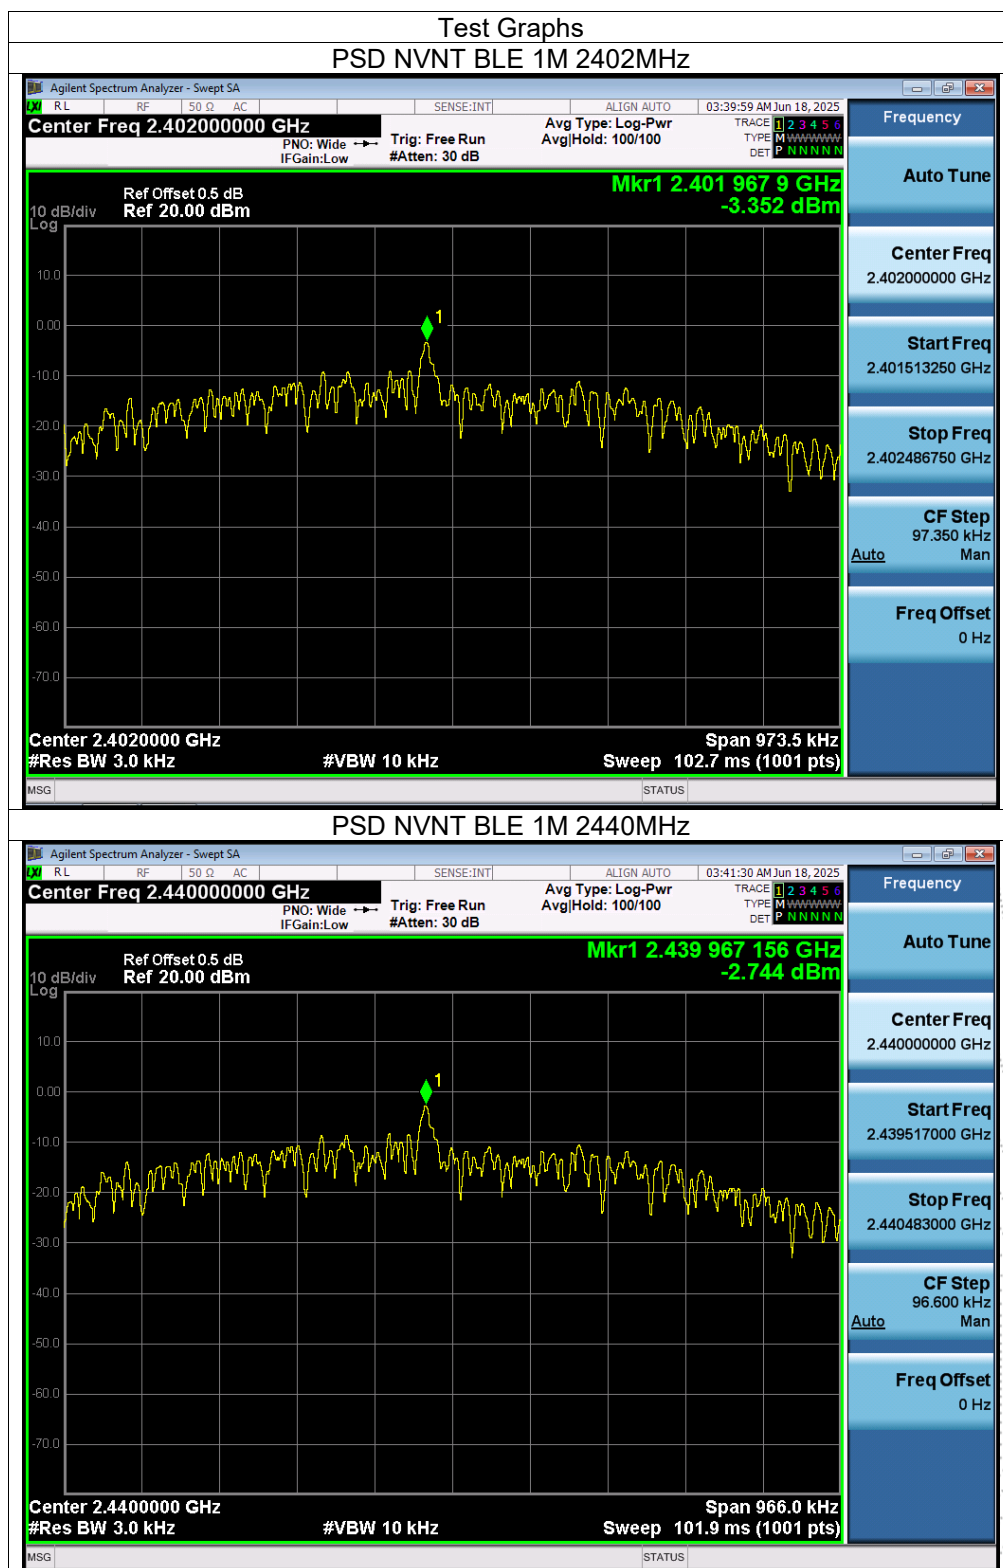 Test Graphs
PSD NVNT BLE 1M 2402MHz
Agilent Spectrum Analyzer - Swept SA
LXI RL RF 50 Ω AC SENSE:INT ALIGN AUTO 03:39:59 AM Jun 18, 2025
Center Freq 2.402000000 GHz
PNO: Wide
IFGain:Low
Trig: Free Run
#Atten: 30 dB
Avg Type: Log-Pwr
Avg|Hold: 100/100
TRACE 1 2 3 4 5 6
TYPE M W W W W W
DET P N N N N N
Frequency
Mkr1 2.401 967 9 GHz
-3.352 dBm
Ref Offset 0.5 dB
10 dB/div Ref 20.00 dBm
Log
10.0
0.00
-10.0
-20.0
-30.0
-40.0
-50.0
-60.0
-70.0
1
Center 2.4020000 GHz Span 973.5 kHz
#Res BW 3.0 kHz #VBW 10 kHz Sweep 102.7 ms (1001 pts)
Auto Tune
Center Freq
2.402000000 GHz
Start Freq
2.401513250 GHz
Stop Freq
2.402486750 GHz
CF Step
97.350 kHz
Auto Man
Freq Offset
0 Hz
MSG STATUS
PSD NVNT BLE 1M 2440MHz
Agilent Spectrum Analyzer - Swept SA
LXI RL RF 50 Ω AC SENSE:INT ALIGN AUTO 03:41:30 AM Jun 18, 2025
Center Freq 2.440000000 GHz
PNO: Wide
IFGain:Low
Trig: Free Run
#Atten: 30 dB
Avg Type: Log-Pwr
Avg|Hold: 100/100
TRACE 1 2 3 4 5 6
TYPE M W W W W W
DET P N N N N N
Frequency
Mkr1 2.439 967 156 GHz
-2.744 dBm
Ref Offset 0.5 dB
10 dB/div Ref 20.00 dBm
Log
10.0
0.00
-10.0
-20.0
-30.0
-40.0
-50.0
-60.0
-70.0
1
Center 2.4400000 GHz Span 966.0 kHz
#Res BW 3.0 kHz #VBW 10 kHz Sweep 101.9 ms (1001 pts)
Auto Tune
Center Freq
2.440000000 GHz
Start Freq
2.439517000 GHz
Stop Freq
2.440483000 GHz
CF Step
96.600 kHz
Auto Man
Freq Offset
0 Hz
MSG STATUS